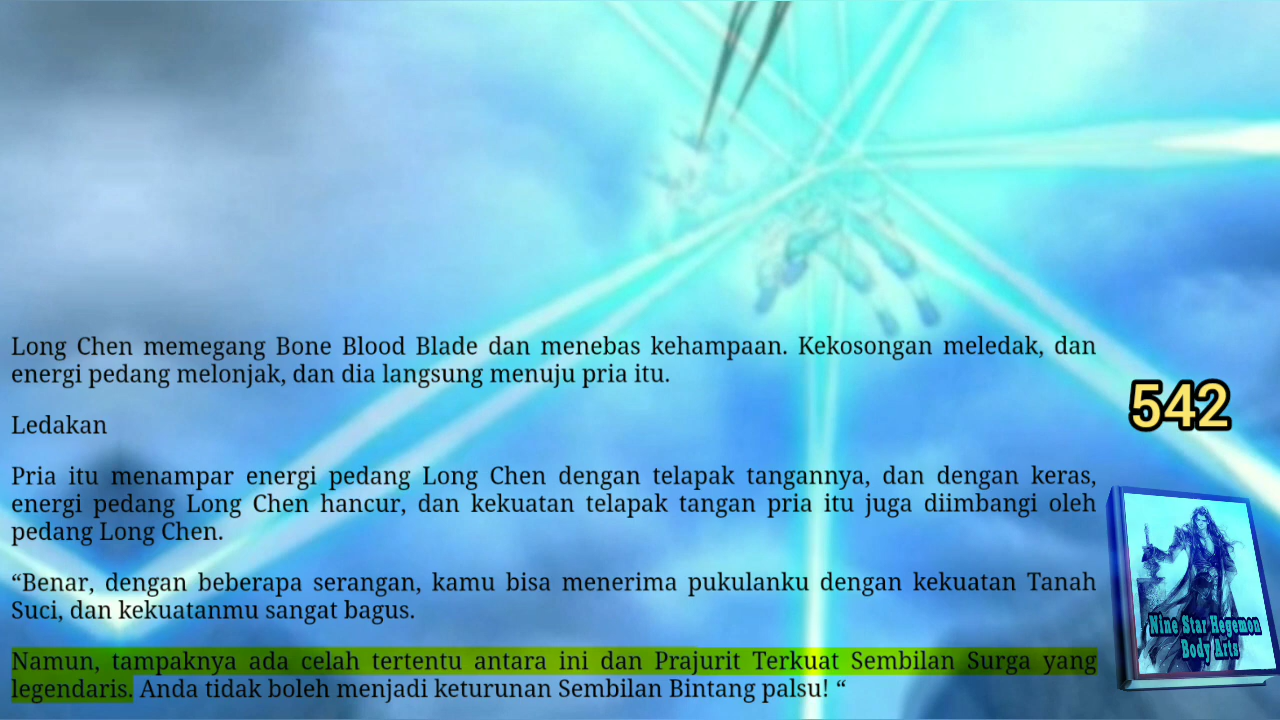 Long Chen memegang Bone Blood Blade dan menebas kehampaan. Kekosongan meledak, dan
energi pedang melonjak, dan dia langsung menuju pria itu.
Ledakan
Pria itu menampar energi pedang Long Chen dengan telapak tangannya, dan dengan keras,
energi pedang Long Chen hancur, dan kekuatan telapak tangan pria itu juga diimbangi oleh
pedang Long Chen.
“Benar, dengan beberapa serangan, kamu bisa menerima pukulanku dengan kekuatan Tanah
Suci, dan kekuatanmu sangat bagus.
Namun, tampaknya ada celah tertentu antara ini dan Prajurit Terkuat Sembilan Surga yang
legendaris. Anda tidak boleh menjadi keturunan Sembilan Bintang palsu! “
542
Nine Star Hegemon
Body Arts